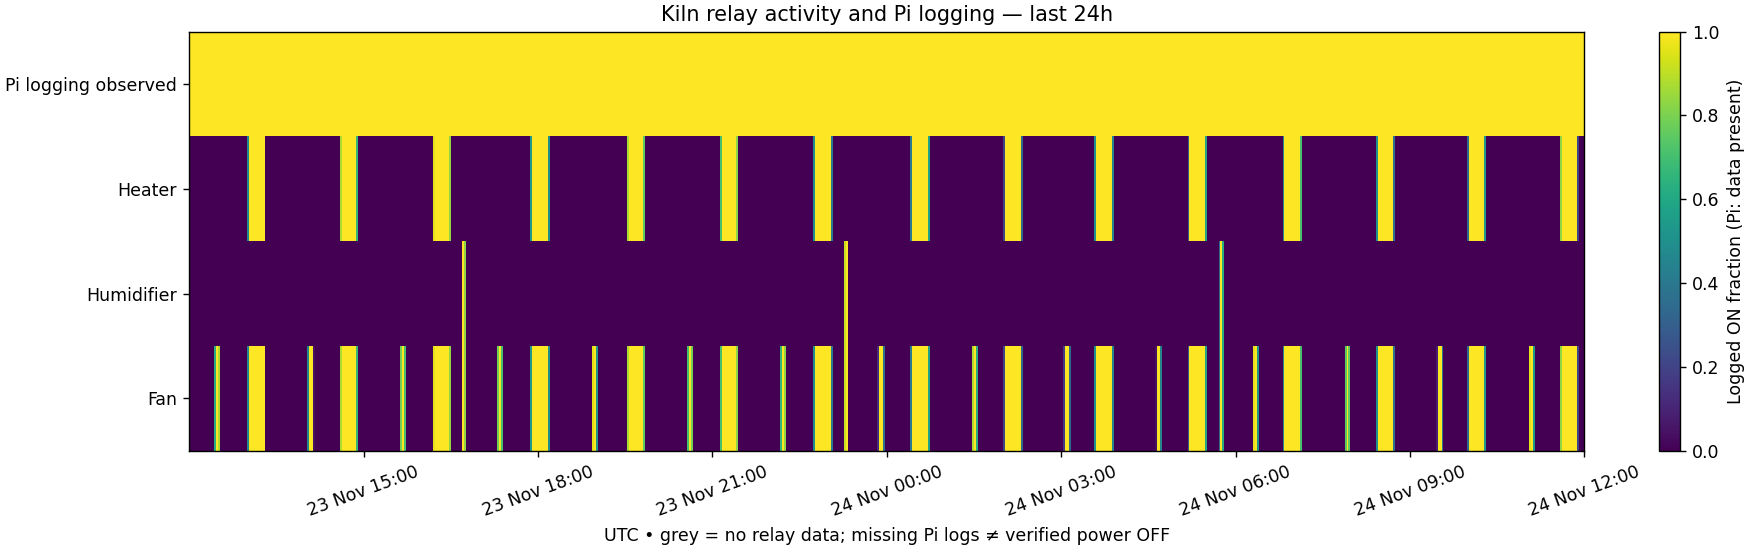 Kiln relay activity and Pi logging — last 24h
Pi logging observed
Heater
Humidifier
Fan
23 Nov 15:00
23 Nov 18:00
23 Nov 21:00
24 Nov 00:00
24 Nov 03:00
24 Nov 06:00
24 Nov 09:00
24 Nov 12:00
UTC • grey = no relay data; missing Pi logs ≠ verified power OFF
1.0
0.8
0.6
0.4
0.2
0.0
Logged ON fraction (Pi: data present)